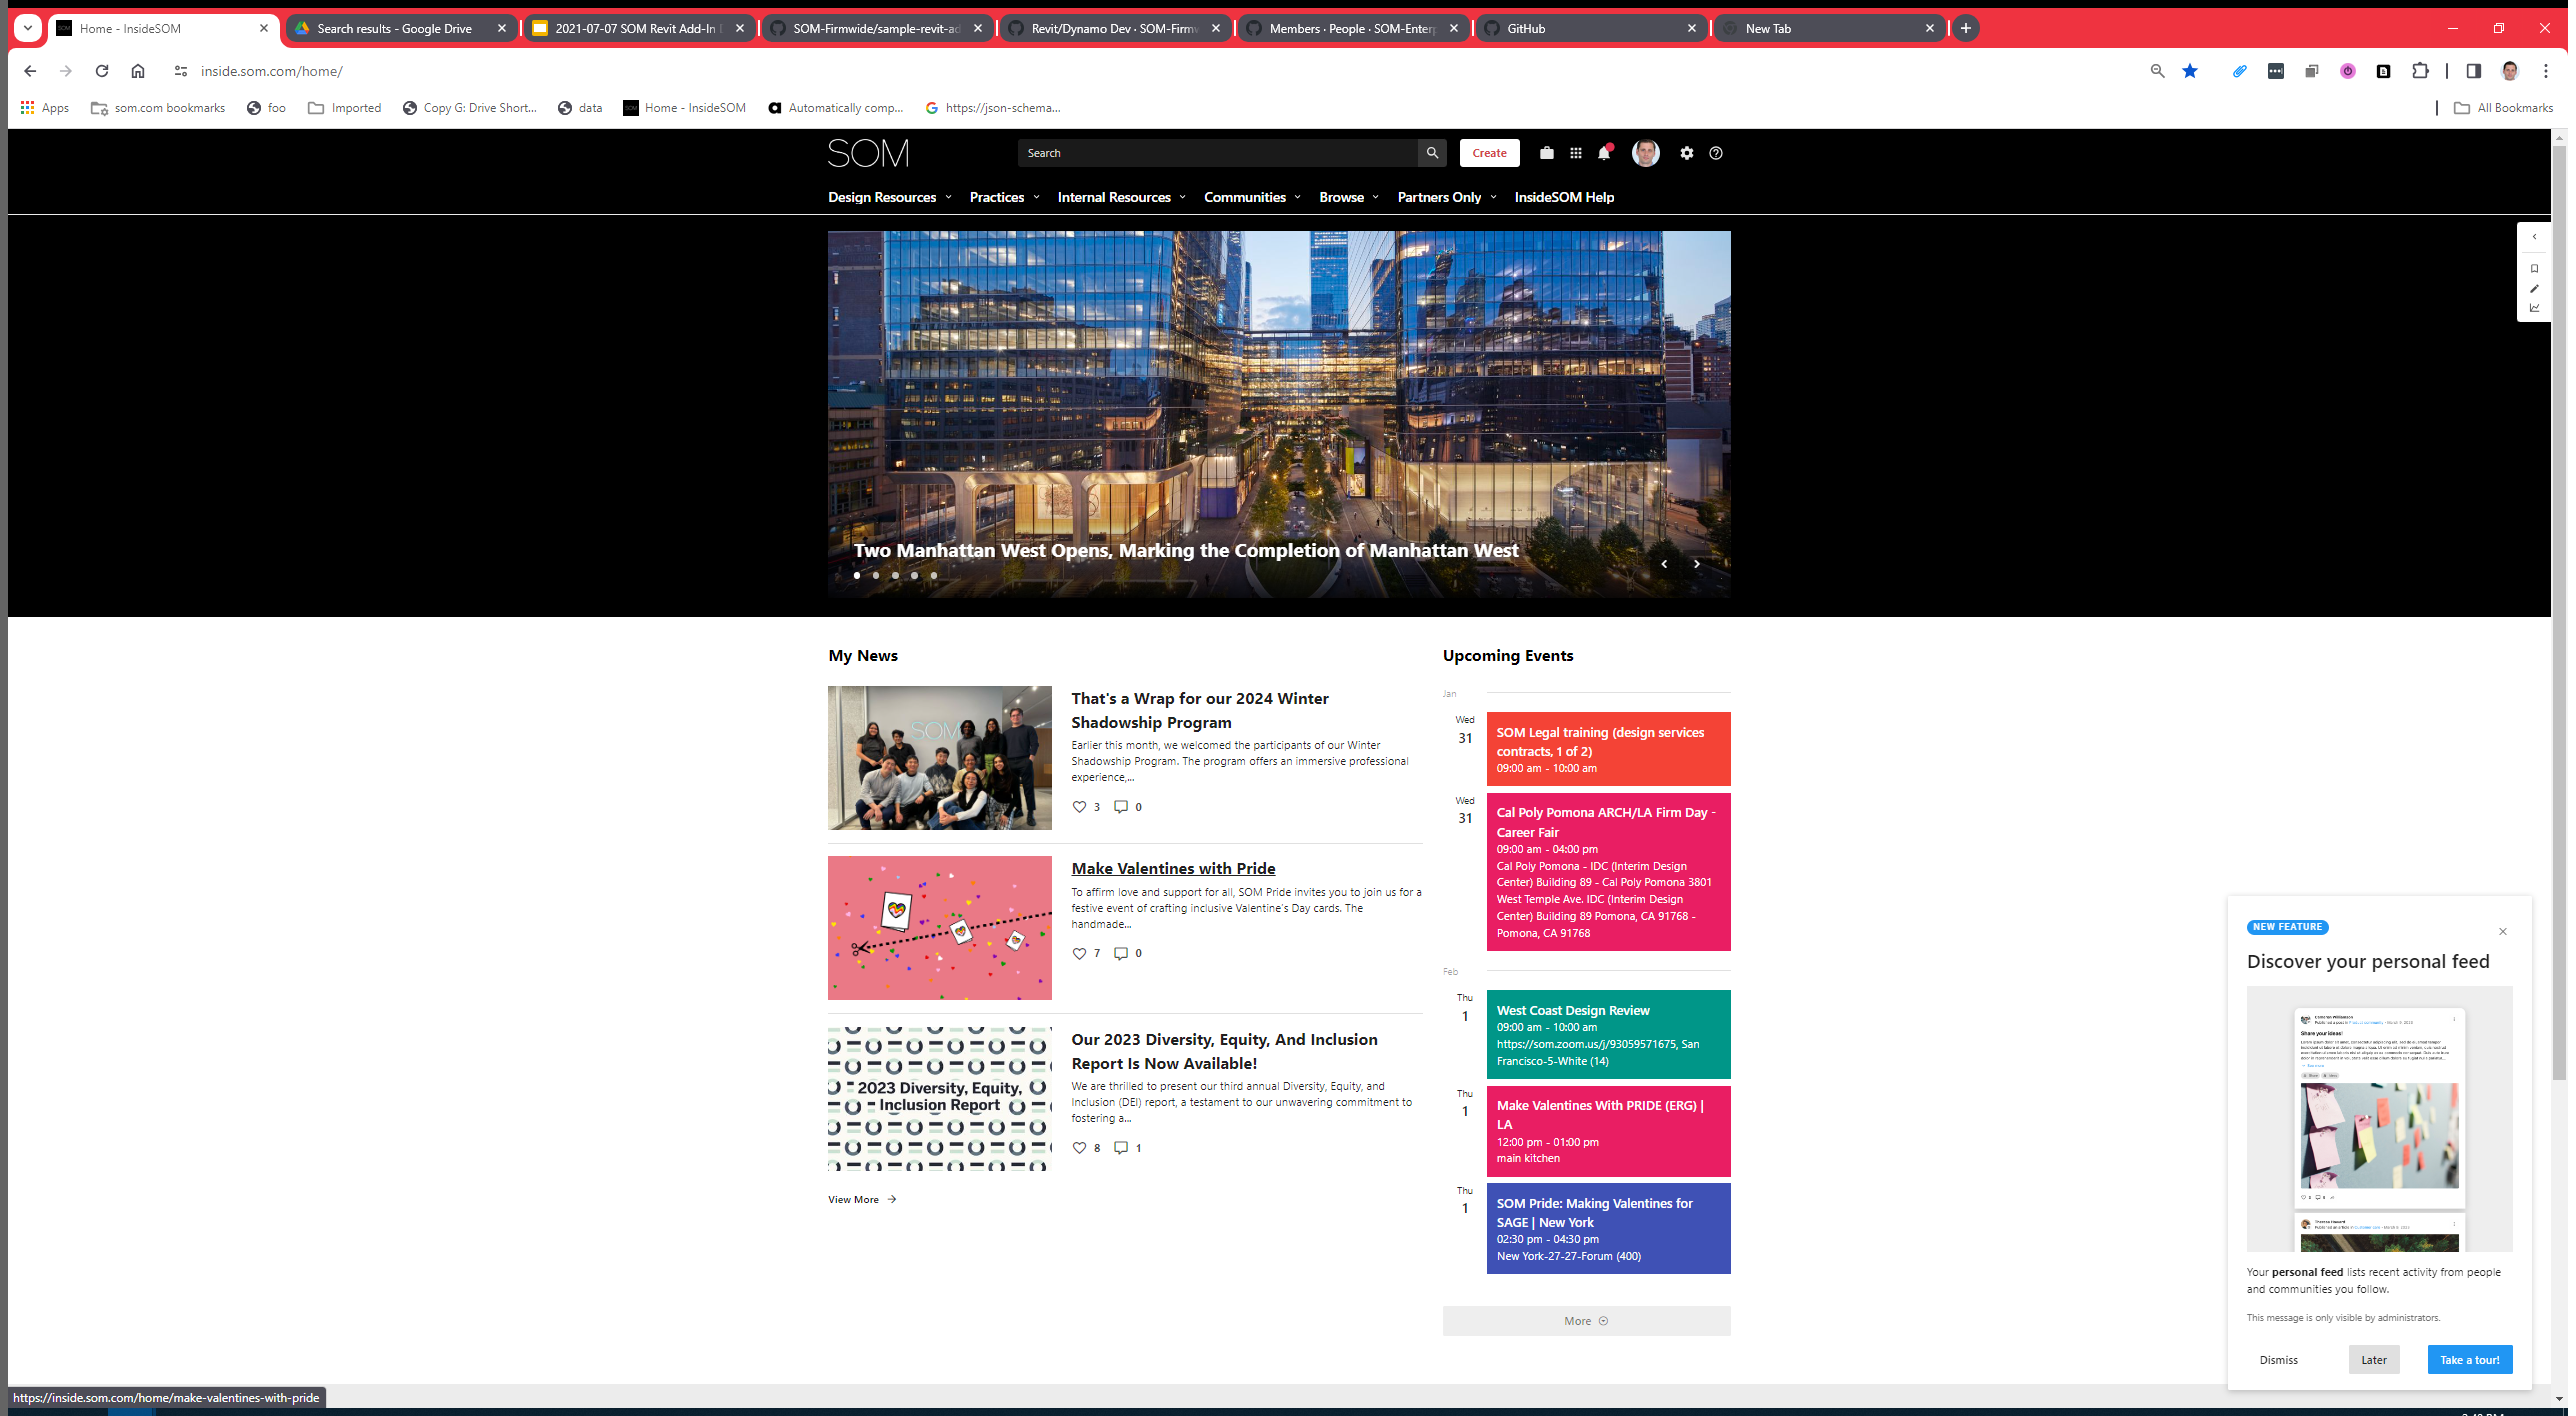 Home - InsideSOM
Search results - Google Drive
2021-07-07 SOM Revit Add-In
SOM-Firmwide/sample-revit-ad
Revit/Dynamo Dev · SOM-Firmw
Members · People · SOM-Enterp
GitHub
New Tab
inside.som.com/home/
Apps
som.com bookmarks
foo
Imported
Copy G: Drive Short...
data
Home - InsideSOM
Automatically comp...
https://json-schema...
All Bookmarks
SOM
Search
Create
Design Resources
Practices
Internal Resources
Communities
Browse
Partners Only
InsideSOM Help
Two Manhattan West Opens, Marking the Completion of Manhattan West
My News
SOM
That's a Wrap for our 2024 Winter
Shadowship Program
Earlier this month, we welcomed the participants of our Winter
Shadowship Program. The program offers an immersive professional
experience,...
3
0
Make Valentines with Pride
To affirm love and support for all, SOM Pride invites you to join us for a
festive event of crafting inclusive Valentine's Day cards. The
handmade...
7
0
2023 Diversity, Equity,
Inclusion Report
Our 2023 Diversity, Equity, And Inclusion
Report Is Now Available!
We are thrilled to present our third annual Diversity, Equity, and
Inclusion (DEI) report, a testament to our unwavering commitment to
fostering a...
8
1
View More
Upcoming Events
Jan
Wed
31
SOM Legal training (design services
contracts, 1 of 2)
09:00 am - 10:00 am
Wed
31
Cal Poly Pomona ARCH/LA Firm Day -
Career Fair
09:00 am - 04:00 pm
Cal Poly Pomona - IDC (Interim Design
Center) Building 89 - Cal Poly Pomona 3801
West Temple Ave. IDC (Interim Design
Center) Building 89 Pomona, CA 91768 -
Pomona, CA 91768
Feb
Thu
1
West Coast Design Review
09:00 am - 10:00 am
https://som.zoom.us/j/93059571675, San
Francisco-5-White (14)
Thu
1
Make Valentines With PRIDE (ERG) |
LA
12:00 pm - 01:00 pm
main kitchen
Thu
1
SOM Pride: Making Valentines for
SAGE | New York
02:30 pm - 04:30 pm
New York-27-27-Forum (400)
More
NEW FEATURE
Discover your personal feed
Cameron Williamson
Share your ideas!
Your personal feed lists recent activity from people
and communities you follow.
This message is only visible by administrators.
Dismiss
Later
Take a tour!
https://inside.som.com/home/make-valentines-with-pride